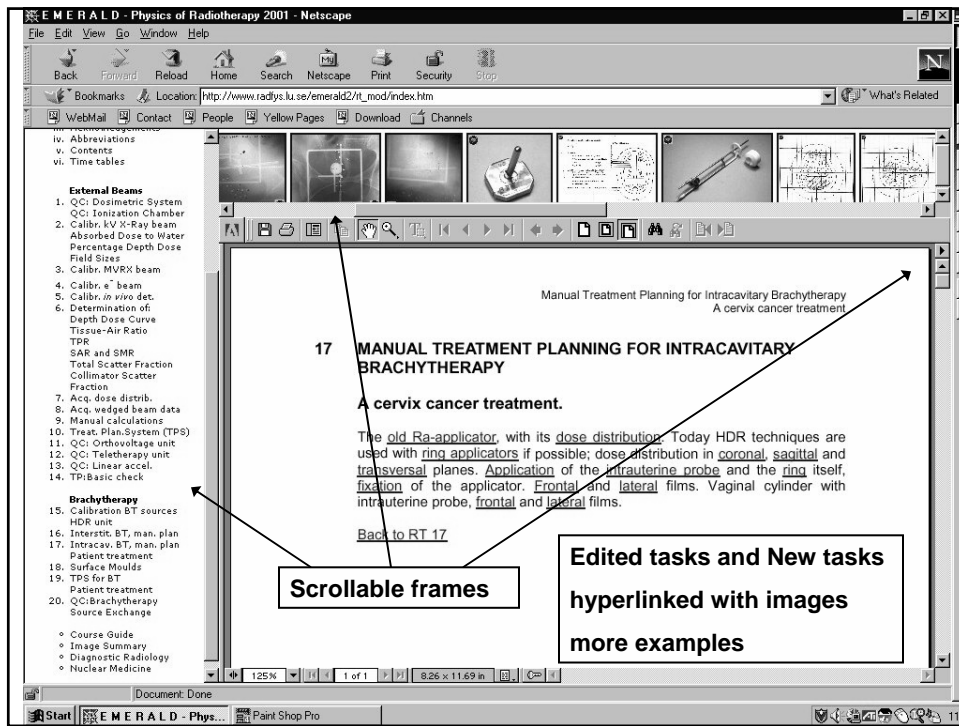 E M E R A L D - Physics of Radiotherapy 2001 - Netscape
File Edit View Go Window Help
Back Forward Reload Home Search Netscape Print Security Stop
Bookmarks Location: http://www.radfys.lu.se/emerald2/rt_mod/index.htm What's Related
WebMail Contact People Yellow Pages Download Channels
iv. Abbreviations
v. Contents
vi. Time tables
External Beams
1. QC: Dosimetric System
QC: Ionization Chamber
2. Calibr. kV X-Ray beam
Absorbed Dose to Water
Percentage Depth Dose
Field Sizes
3. Calibr. MVRX beam
4. Calibr. e- beam
5. Calibr. in vivo det.
6. Determination of:
Depth Dose Curve
Tissue-Air Ratio
TPR
SAR and SMR
Total Scatter Fraction
Collimator Scatter
Fraction
7. Acq. dose distrib.
8. Acq. wedged beam data
9. Manual calculations
10. Treat. Plan.System (TPS)
11. QC: Orthovoltage unit
12. QC: Teletherapy unit
13. QC: Linear accel.
14. TP:Basic check
Brachytherapy
15. Calibration BT sources
HDR unit
16. Interstit. BT, man. plan
17. Intracav. BT, man. plan
Patient treatment
18. Surface Moulds
19. TPS for BT
Patient treatment
20. QC:Brachytherapy
Source Exchange
Course Guide
Image Summary
Diagnostic Radiology
Nuclear Medicine
Manual Treatment Planning for Intracavitary Brachytherapy
A cervix cancer treatment
17 MANUAL TREATMENT PLANNING FOR INTRACAVITARY
BRACHYTHERAPY
A cervix cancer treatment.
The old Ra-applicator, with its dose distribution. Today HDR techniques are
used with ring applicators if possible; dose distribution in coronal, sagittal and
transversal planes. Application of the intrauterine probe and the ring itself,
fixation of the applicator. Frontal and lateral films. Vaginal cylinder with
intrauterine probe, frontal and lateral films.
Back to RT 17
Scrollable frames
Edited tasks and New tasks
hyperlinked with images
more examples
125% 1 of 1 8.26 x 11.69 in
Document: Done
Start E M E R A L D - Phys... Paint Shop Pro 11